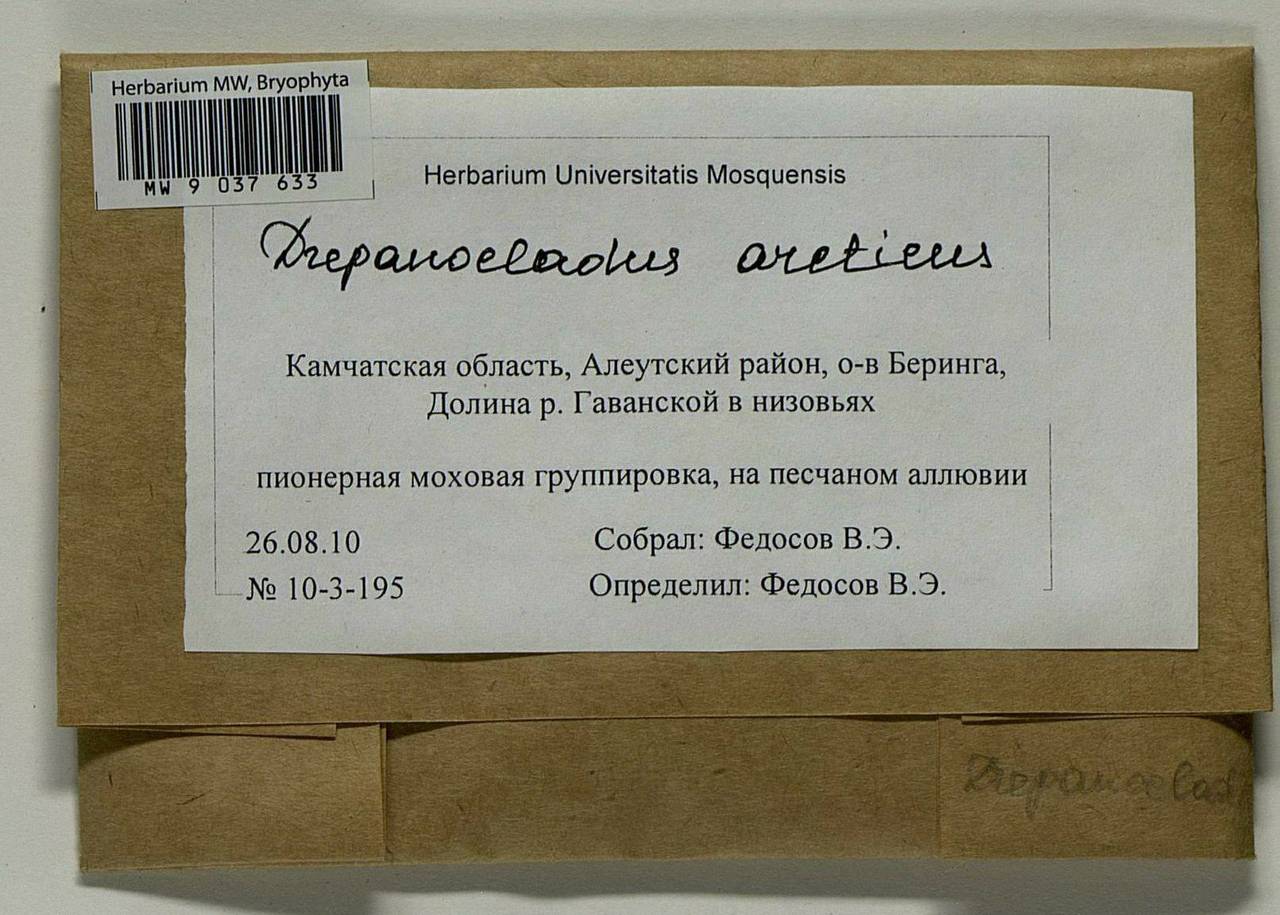 Herbarium MW, Bryophyta
MW 9 037 633
Herbarium Universitatis Mosquensis
Drepanocladus arcticus
Камчатская область, Алеутский район, о-в Беринга,
Долина р. Гаванской в низовьях
пионерная моховая группировка, на песчаном аллювии
26.08.10 Собрал: Федосов В.Э.
№ 10-3-195 Определил: Федосов В.Э.
Drepanoclad